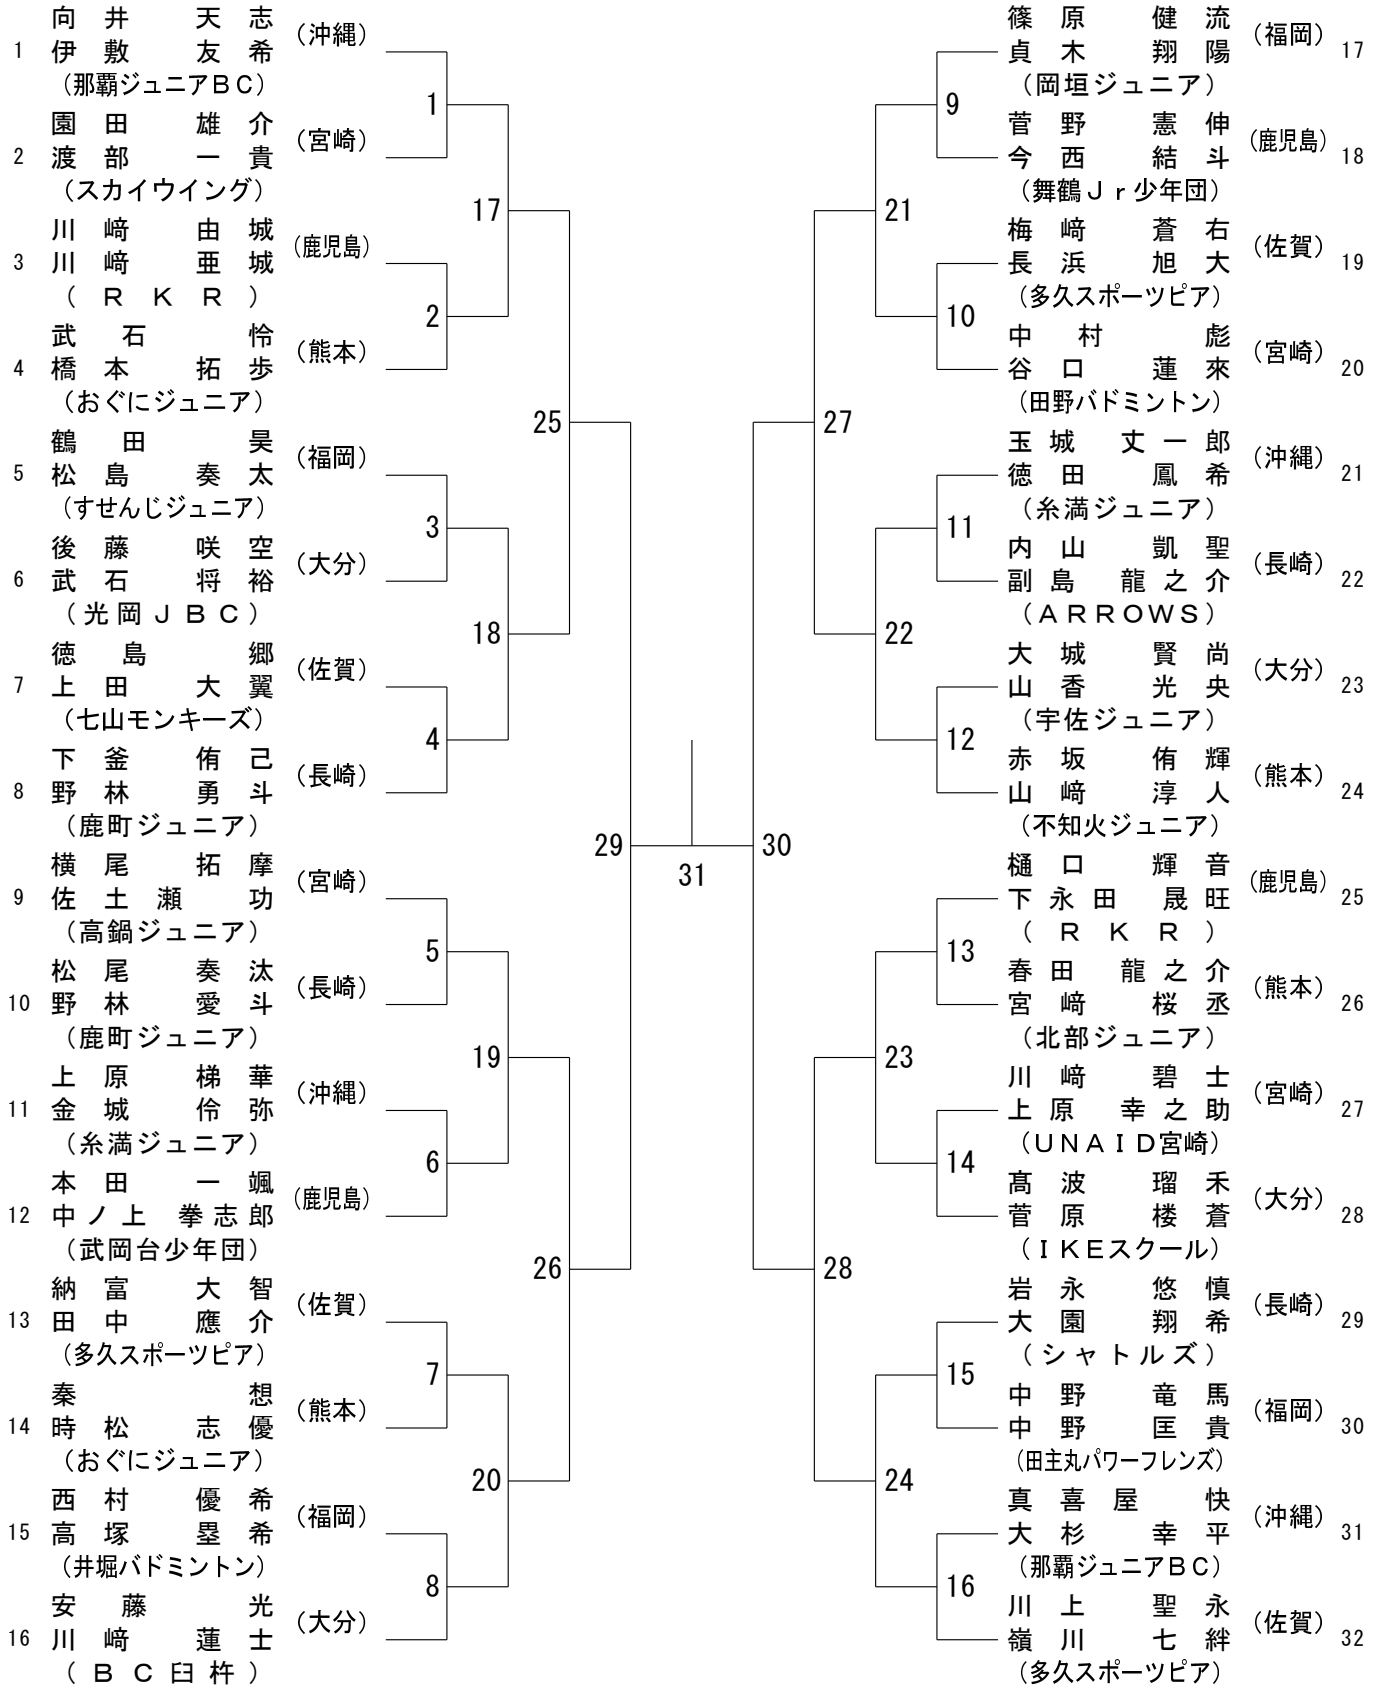 向井 天志
(沖縄)
1 伊敷 友希
(那覇ジュニアBC)
園田 雄介
(宮崎)
2 渡部 一貴
(スカイウイング)
川﨑 由城
(鹿児島)
3 川﨑 亜城
(RKR)
武石 怜
(熊本)
4 橋本 拓歩
(おぐにジュニア)
鶴田 昊
(福岡)
5 松島 奏太
(すせんじジュニア)
後藤 咲空
(大分)
6 武石 将裕
(光岡JBC)
徳島 郷
(佐賀)
7 上田 大翼
(七山モンキーズ)
下釜 侑己
(長崎)
8 野林 勇斗
(鹿町ジュニア)
横尾 拓摩
(宮崎)
9 佐土瀬 功
(高鍋ジュニア)
松尾 奏汰
(長崎)
10 野林 愛斗
(鹿町ジュニア)
上原 梯華
(沖縄)
11 金城 伶弥
(糸満ジュニア)
本田 一颯
(鹿児島)
12 中ノ上 拳志郎
(武岡台少年団)
納富 大智
(佐賀)
13 田中 應介
(多久スポーツピア)
秦 想
(熊本)
14 時松 志優
(おぐにジュニア)
西村 優希
(福岡)
15 高塚 塁希
(井堀バドミントン)
安藤 光
(大分)
16 川﨑 蓮士
(BC臼杵)
1
2
3
4
5
6
7
8
17
18
19
20
25
26
29
31
30
27
28
21
22
23
24
9
10
11
12
13
14
15
16
篠原 健流
(福岡)
貞木 翔陽 17
(岡垣ジュニア)
菅野 憲伸
(鹿児島)
今西 結斗 18
(舞鶴Jr少年団)
梅﨑 蒼右
(佐賀)
長浜 旭大 19
(多久スポーツピア)
中村 彪
(宮崎)
谷口 蓮來 20
(田野バドミントン)
玉城 丈一郎
(沖縄)
徳田 鳳希 21
(糸満ジュニア)
内山 凱聖
(長崎)
副島 龍之介 22
(ARROWS)
大城 賢尚
(大分)
山香 光央 23
(宇佐ジュニア)
赤坂 侑輝
(熊本)
山﨑 淳人 24
(不知火ジュニア)
樋口 輝音
(鹿児島)
下永田 晟旺 25
(RKR)
春田 龍之介
(熊本)
宮﨑 桜丞 26
(北部ジュニア)
川﨑 碧士
(宮崎)
上原 幸之助 27
(UNAID宮崎)
髙波 瑠禾
(大分)
菅原 楼蒼 28
(IKEスクール)
岩永 悠慎
(長崎)
大園 翔希 29
(シャトルズ)
中野 竜馬
(福岡)
中野 匡貴 30
(田主丸パワーフレンズ)
真喜屋 快
(沖縄)
大杉 幸平 31
(那覇ジュニアBC)
川上 聖永
(佐賀)
嶺川 七絆 32
(多久スポーツピア)